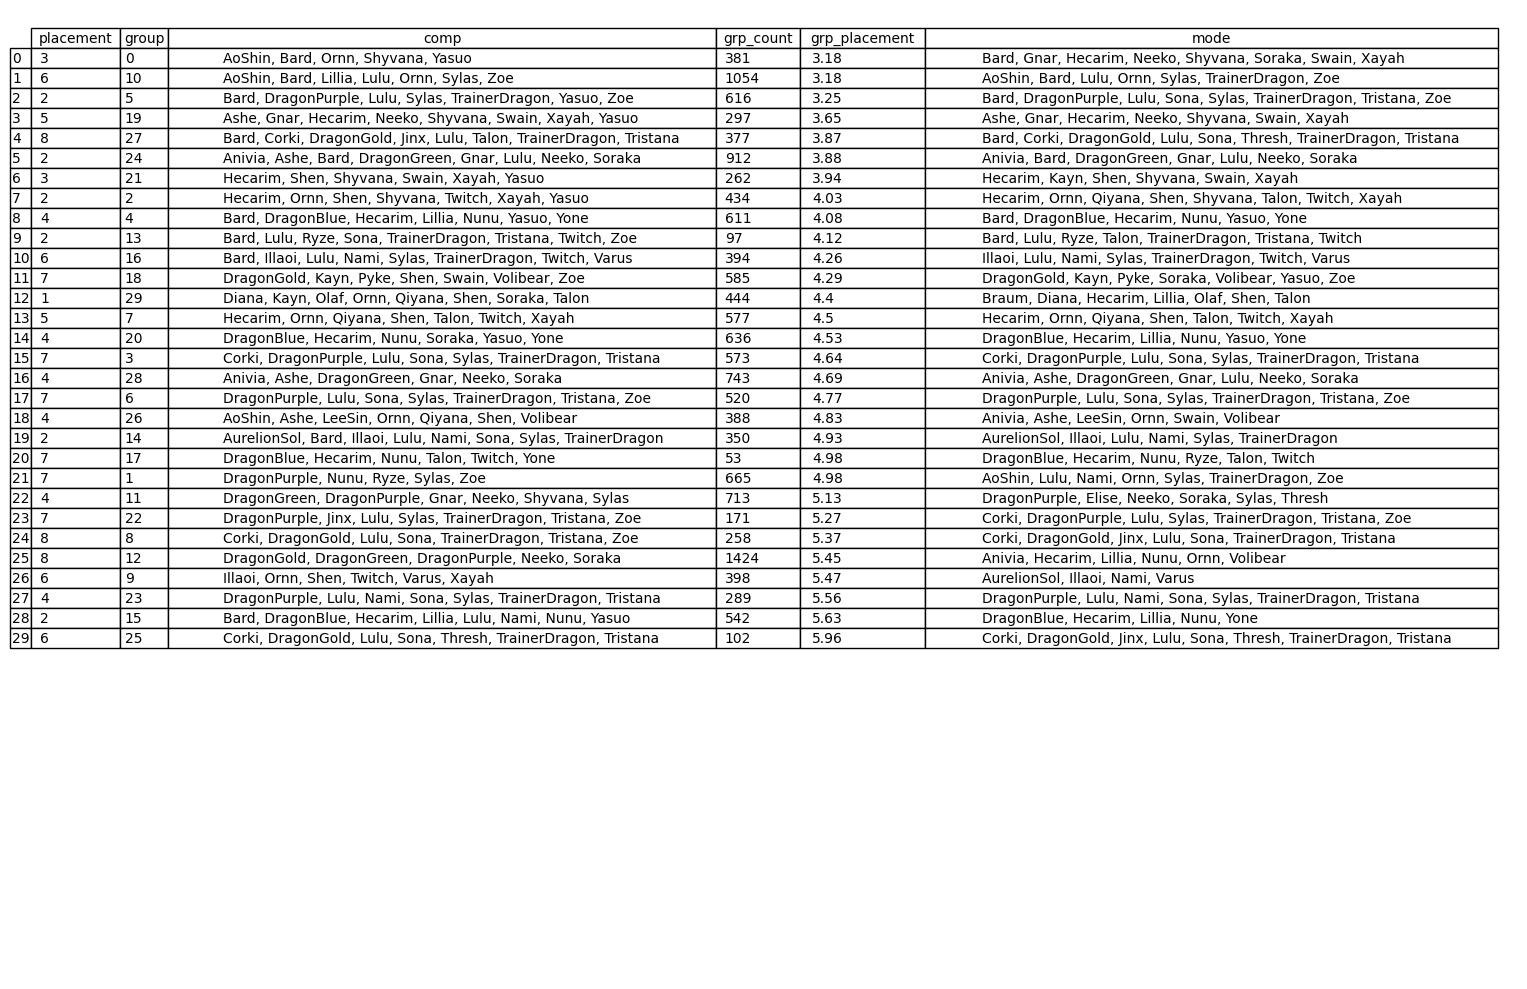 placement group comp grp_count grp_placement mode
0 3 0 AoShin, Bard, Ornn, Shyvana, Yasuo 381 3.18 Bard, Gnar, Hecarim, Neeko, Shyvana, Soraka, Swain, Xayah
1 6 10 AoShin, Bard, Lillia, Lulu, Ornn, Sylas, Zoe 1054 3.18 AoShin, Bard, Lulu, Ornn, Sylas, TrainerDragon, Zoe
2 2 5 Bard, DragonPurple, Lulu, Sylas, TrainerDragon, Yasuo, Zoe 616 3.25 Bard, DragonPurple, Lulu, Sona, Sylas, TrainerDragon, Tristana, Zoe
3 5 19 Ashe, Gnar, Hecarim, Neeko, Shyvana, Swain, Xayah, Yasuo 297 3.65 Ashe, Gnar, Hecarim, Neeko, Shyvana, Swain, Xayah
4 8 27 Bard, Corki, DragonGold, Jinx, Lulu, Talon, TrainerDragon, Tristana 377 3.87 Bard, Corki, DragonGold, Lulu, Sona, Thresh, TrainerDragon, Tristana
5 2 24 Anivia, Ashe, Bard, DragonGreen, Gnar, Lulu, Neeko, Soraka 912 3.88 Anivia, Bard, DragonGreen, Gnar, Lulu, Neeko, Soraka
6 3 21 Hecarim, Shen, Shyvana, Swain, Xayah, Yasuo 262 3.94 Hecarim, Kayn, Shen, Shyvana, Swain, Xayah
7 2 2 Hecarim, Ornn, Shen, Shyvana, Twitch, Xayah, Yasuo 434 4.03 Hecarim, Ornn, Qiyana, Shen, Shyvana, Talon, Twitch, Xayah
8 4 4 Bard, DragonBlue, Hecarim, Lillia, Nunu, Yasuo, Yone 611 4.08 Bard, DragonBlue, Hecarim, Nunu, Yasuo, Yone
9 2 13 Bard, Lulu, Ryze, Sona, TrainerDragon, Tristana, Twitch, Zoe 97 4.12 Bard, Lulu, Ryze, Talon, TrainerDragon, Tristana, Twitch
10 6 16 Bard, Illaoi, Lulu, Nami, Sylas, TrainerDragon, Twitch, Varus 394 4.26 Illaoi, Lulu, Nami, Sylas, TrainerDragon, Twitch, Varus
11 7 18 DragonGold, Kayn, Pyke, Shen, Swain, Volibear, Zoe 585 4.29 DragonGold, Kayn, Pyke, Soraka, Volibear, Yasuo, Zoe
12 1 29 Diana, Kayn, Olaf, Ornn, Qiyana, Shen, Soraka, Talon 444 4.4 Braum, Diana, Hecarim, Lillia, Olaf, Shen, Talon
13 5 7 Hecarim, Ornn, Qiyana, Shen, Talon, Twitch, Xayah 577 4.5 Hecarim, Ornn, Qiyana, Shen, Talon, Twitch, Xayah
14 4 20 DragonBlue, Hecarim, Nunu, Soraka, Yasuo, Yone 636 4.53 DragonBlue, Hecarim, Lillia, Nunu, Yasuo, Yone
15 7 3 Corki, DragonPurple, Lulu, Sona, Sylas, TrainerDragon, Tristana 573 4.64 Corki, DragonPurple, Lulu, Sona, Sylas, TrainerDragon, Tristana
16 4 28 Anivia, Ashe, DragonGreen, Gnar, Neeko, Soraka 743 4.69 Anivia, Ashe, DragonGreen, Gnar, Lulu, Neeko, Soraka
17 7 6 DragonPurple, Lulu, Sona, Sylas, TrainerDragon, Tristana, Zoe 520 4.77 DragonPurple, Lulu, Sona, Sylas, TrainerDragon, Tristana, Zoe
18 4 26 AoShin, Ashe, LeeSin, Ornn, Qiyana, Shen, Volibear 388 4.83 Anivia, Ashe, LeeSin, Ornn, Swain, Volibear
19 2 14 AurelionSol, Bard, Illaoi, Lulu, Nami, Sona, Sylas, TrainerDragon 350 4.93 AurelionSol, Illaoi, Lulu, Nami, Sylas, TrainerDragon
20 7 17 DragonBlue, Hecarim, Nunu, Talon, Twitch, Yone 53 4.98 DragonBlue, Hecarim, Nunu, Ryze, Talon, Twitch
21 7 1 DragonPurple, Nunu, Ryze, Sylas, Zoe 665 4.98 AoShin, Lulu, Nami, Ornn, Sylas, TrainerDragon, Zoe
22 4 11 DragonGreen, DragonPurple, Gnar, Neeko, Shyvana, Sylas 713 5.13 DragonPurple, Elise, Neeko, Soraka, Sylas, Thresh
23 7 22 DragonPurple, Jinx, Lulu, Sylas, TrainerDragon, Tristana, Zoe 171 5.27 Corki, DragonPurple, Lulu, Sylas, TrainerDragon, Tristana, Zoe
24 8 8 Corki, DragonGold, Lulu, Sona, TrainerDragon, Tristana, Zoe 258 5.37 Corki, DragonGold, Jinx, Lulu, Sona, TrainerDragon, Tristana
25 8 12 DragonGold, DragonGreen, DragonPurple, Neeko, Soraka 1424 5.45 Anivia, Hecarim, Lillia, Nunu, Ornn, Volibear
26 6 9 Illaoi, Ornn, Shen, Twitch, Varus, Xayah 398 5.47 AurelionSol, Illaoi, Nami, Varus
27 4 23 DragonPurple, Lulu, Nami, Sona, Sylas, TrainerDragon, Tristana 289 5.56 DragonPurple, Lulu, Nami, Sona, Sylas, TrainerDragon, Tristana
28 2 15 Bard, DragonBlue, Hecarim, Lillia, Lulu, Nami, Nunu, Yasuo 542 5.63 DragonBlue, Hecarim, Lillia, Nunu, Yone
29 6 25 Corki, DragonGold, Lulu, Sona, Thresh, TrainerDragon, Tristana 102 5.96 Corki, DragonGold, Jinx, Lulu, Sona, Thresh, TrainerDragon, Tristana